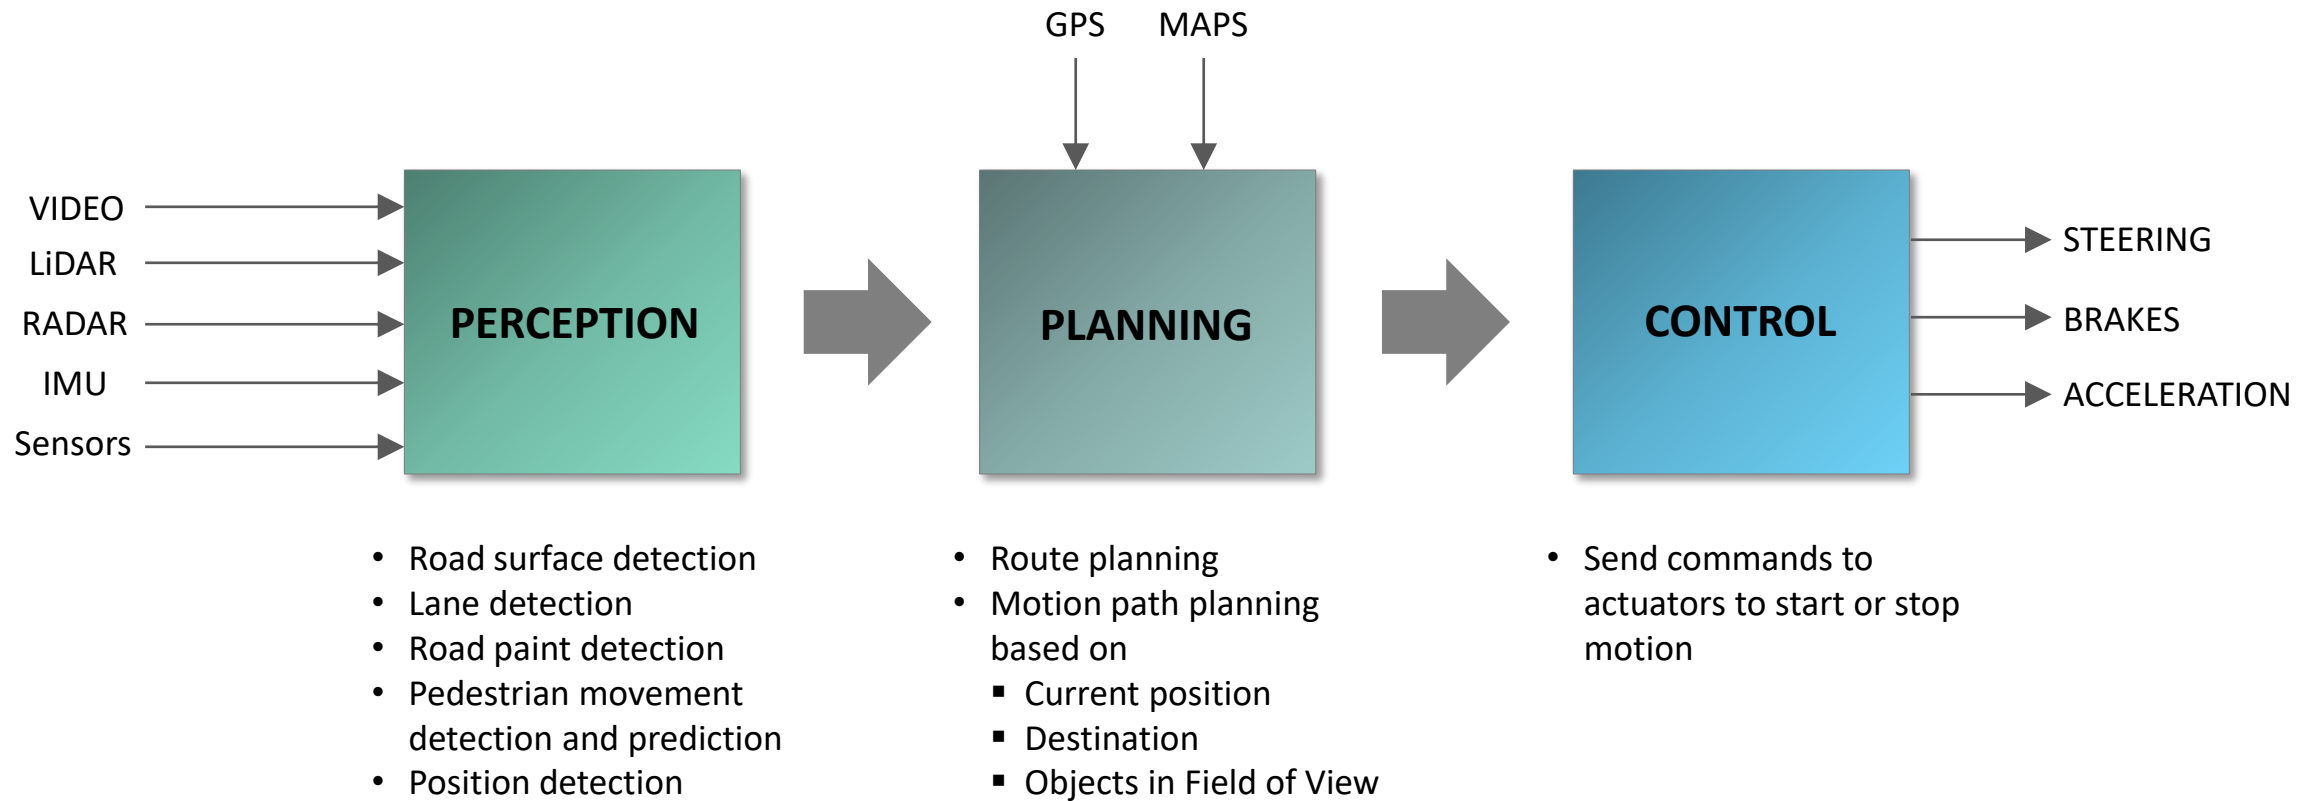 GPS MAPS
VIDEO
LiDAR
RADAR
IMU
Sensors
PERCEPTION
PLANNING
CONTROL
STEERING
BRAKES
ACCELERATION
• Road surface detection
• Lane detection
• Road paint detection
• Pedestrian movement
detection and prediction
• Position detection
• Route planning
• Motion path planning
based on
▪ Current position
▪ Destination
▪ Objects in Field of View
• Send commands to
actuators to start or stop
motion